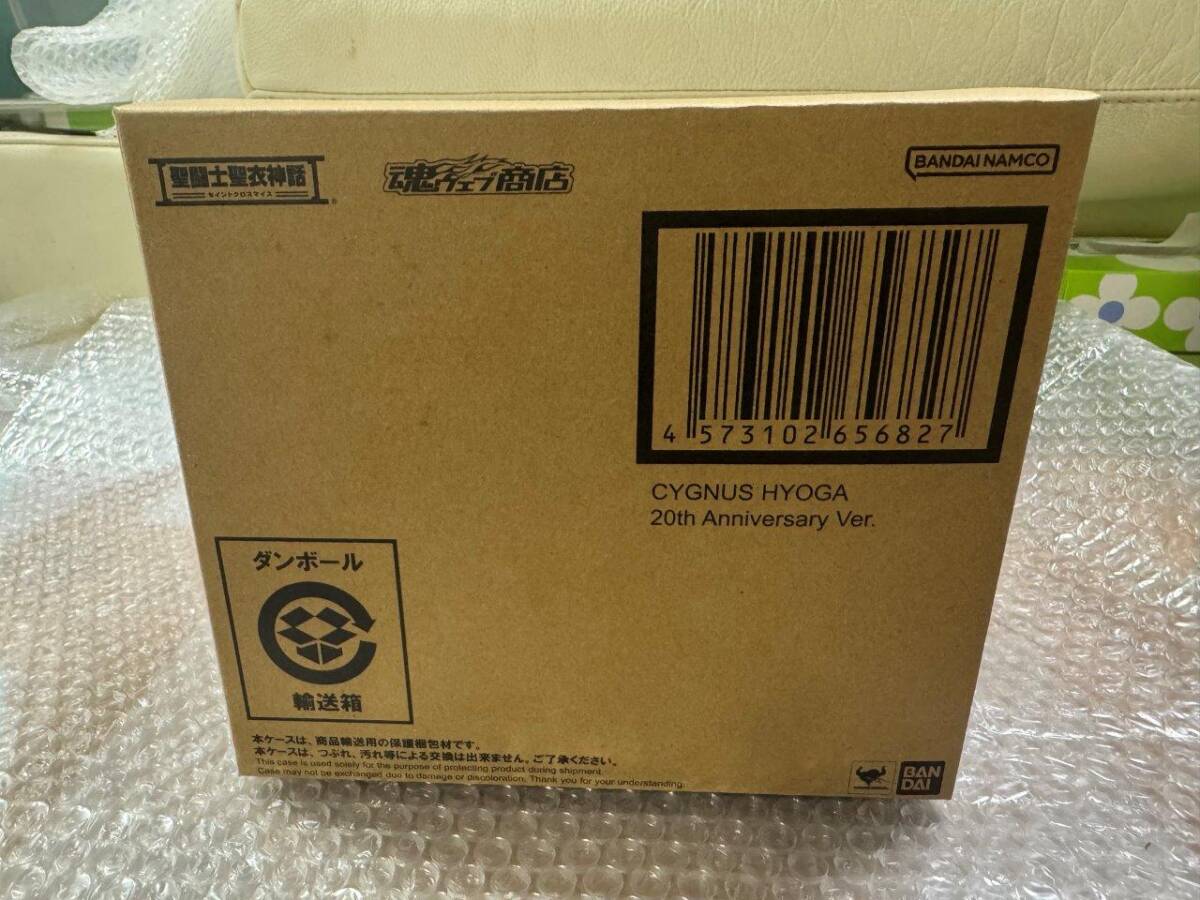 聖闘士聖衣神話
セイントクロスマイス
魂ウェブ商店
BANDAI NAMCO
4 573102 656827
CYGNUS HYOGA
20th Anniversary Ver.
ダンボール
輸送箱
本ケースは、商品輸送用の保護梱包材です。
本ケースは、つぶれ、汚れ等による交換は出来ません。ご了承ください。
This case is used solely for the purpose of protecting product during shipment.
Case may not be exchanged due to damage or discoloration. Thank you for your understanding.
BAN
DAI